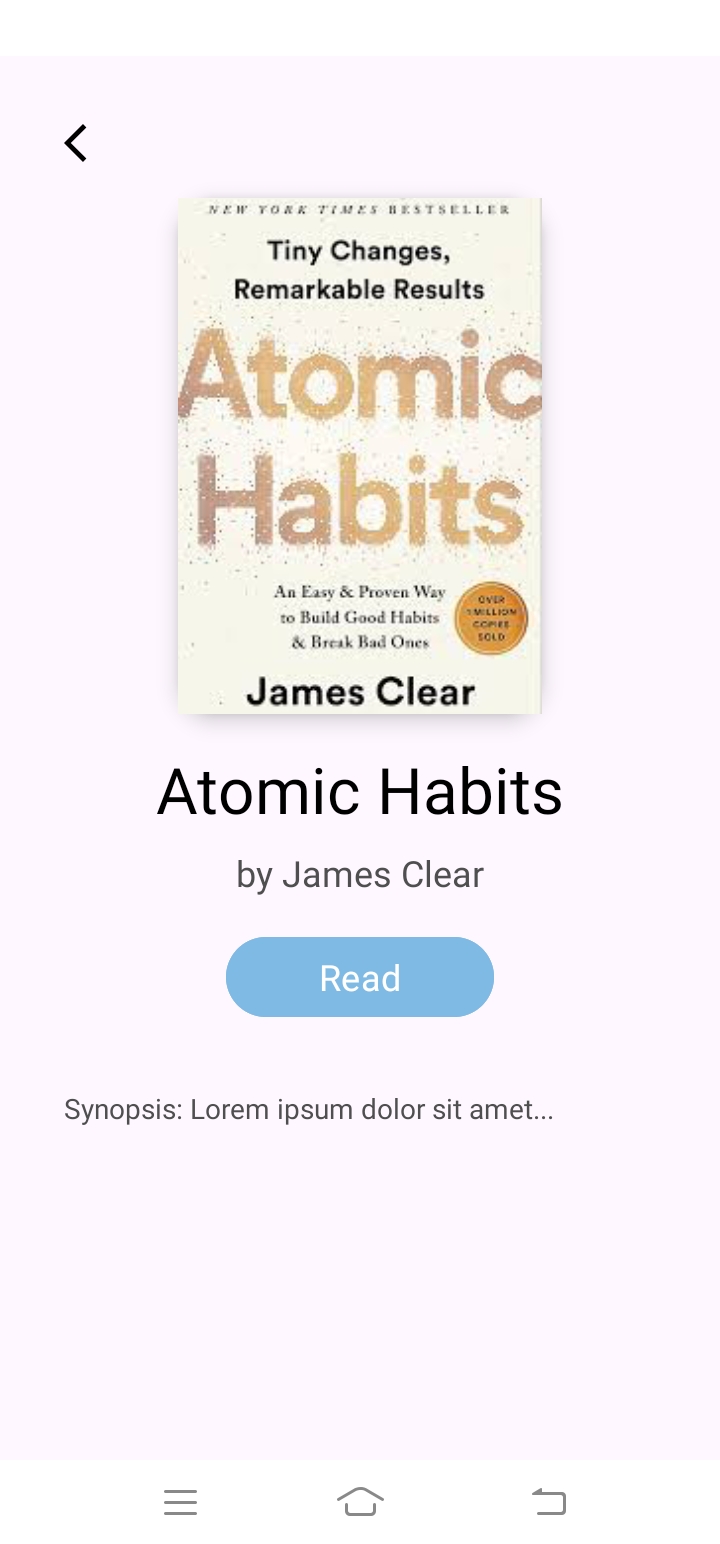 NEW YORK TIMES BESTSELLER
Tiny Changes,
Remarkable Results
Atomic
Habits
An Easy & Proven Way
to Build Good Habits
& Break Bad Ones
OVER
1 MILLION
COPIES
SOLD
James Clear
Atomic Habits
by James Clear
Read
Synopsis: Lorem ipsum dolor sit amet...